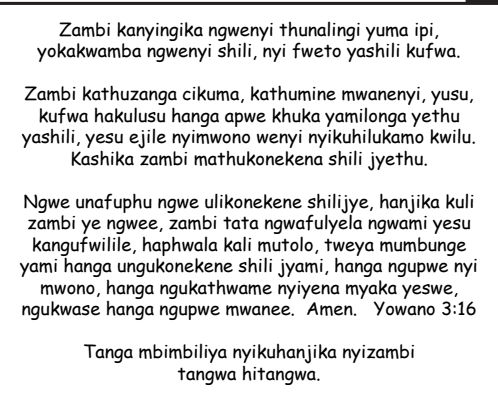 Zambi kanyingika ngwenyi thunalingi yuma ipi,
yokakwamba ngwenyi shili, nyi fweto yashili kufwa.
Zambi kathuzanga cikuma, kathumine mwanenyi, yusu,
kufwa hakulusu hanga apwe khuka yamilonga yethu
yashili, yesu ejile nyimwono wenyi nyikuhilukamo kwilu.
Kashika zambi mathukonekena shili jyethu.
Ngwe unafuphu ngwe ulikonekene shilijye, hanjika kuli
zambi ye ngwee, zambi tata ngwafulyela ngwami yesu
kangufwilile, haphwala kali mutolo, tweya mumbunge
yami hanga ungukonekene shili jyami, hanga ngupwe nyi
mwono, hanga ngukathwame nyiyena myaka yeswe,
ngukwase hanga ngupwe mwanee. Amen. Yowano 3:16
Tanga mbimbiliya nyikuhanjika nyizambi
tangwa hitangwa.